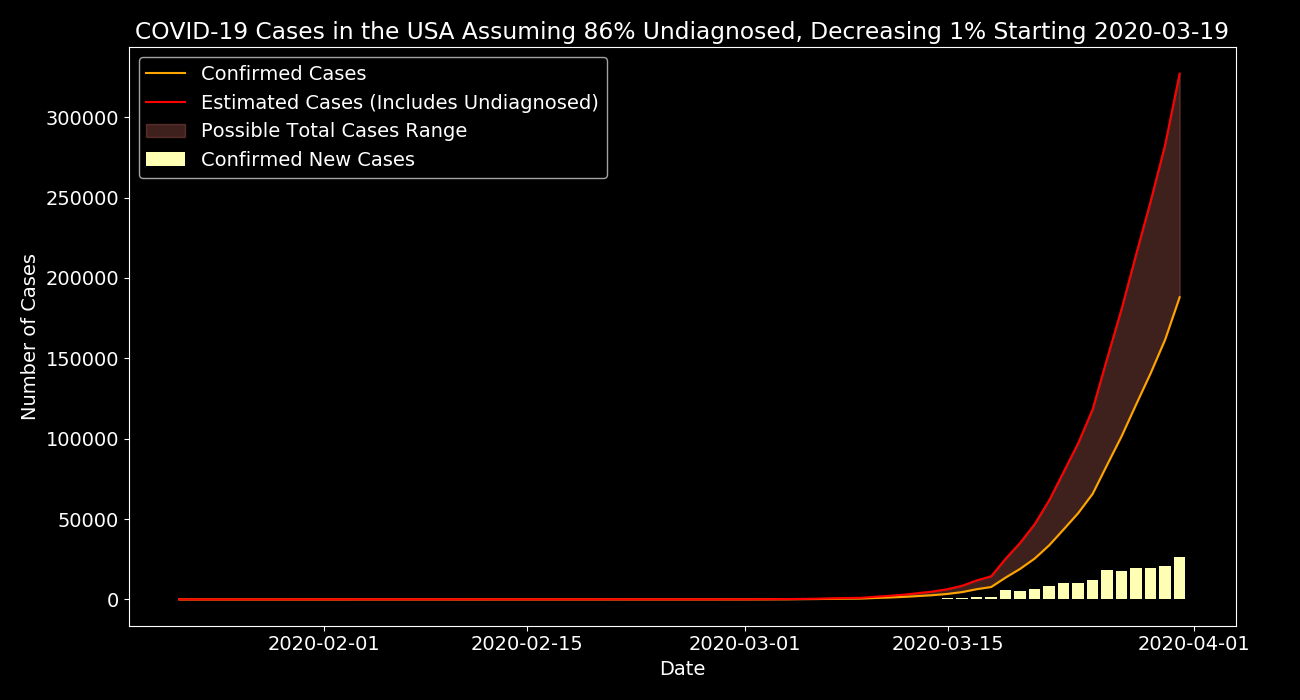 COVID-19 Cases in the USA Assuming 86% Undiagnosed, Decreasing 1% Starting 2020-03-19
Confirmed Cases
Estimated Cases (Includes Undiagnosed)
Possible Total Cases Range
Confirmed New Cases
300000
250000
200000
150000
100000
50000
0
Number of Cases
2020-02-01
2020-02-15
2020-03-01
2020-03-15
2020-04-01
Date